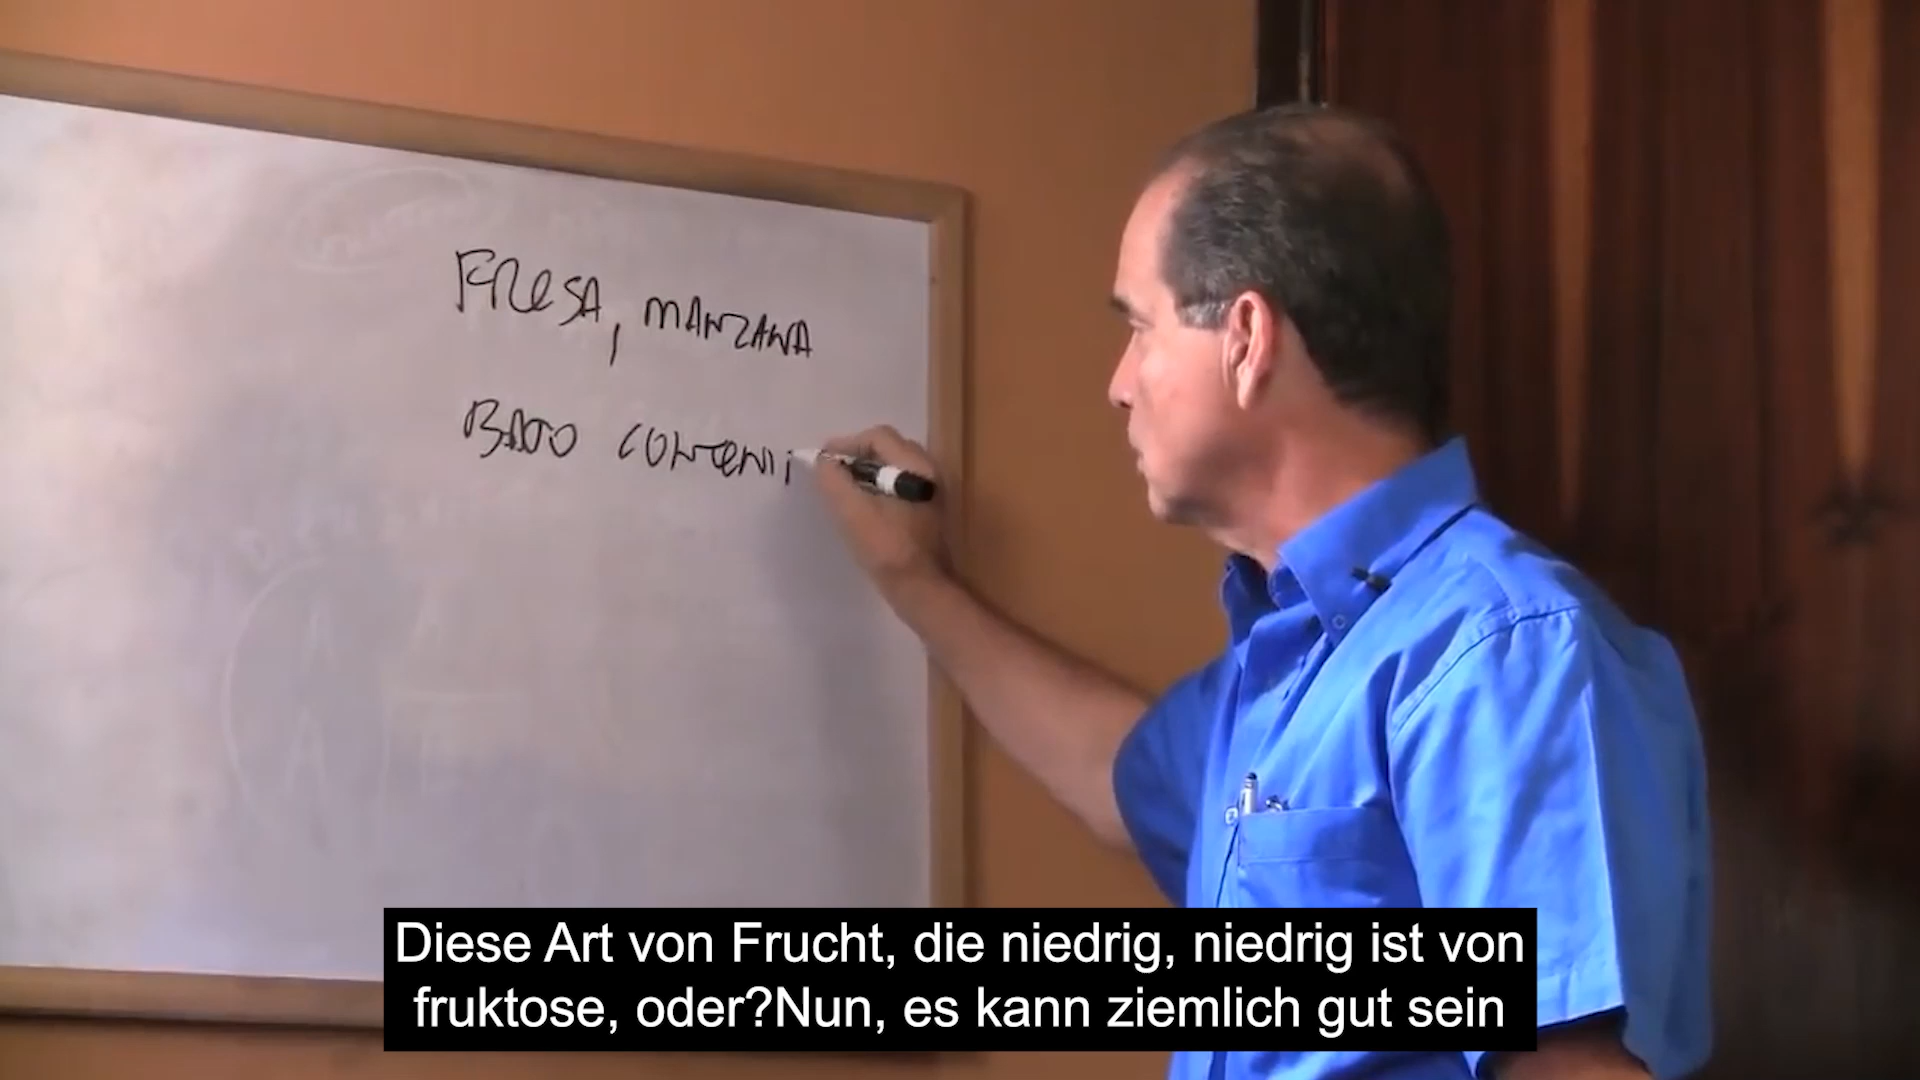 FRESA, MANZANA
BAJO CONTENI
Diese Art von Frucht, die niedrig, niedrig ist von
fruktose, oder?Nun, es kann ziemlich gut sein